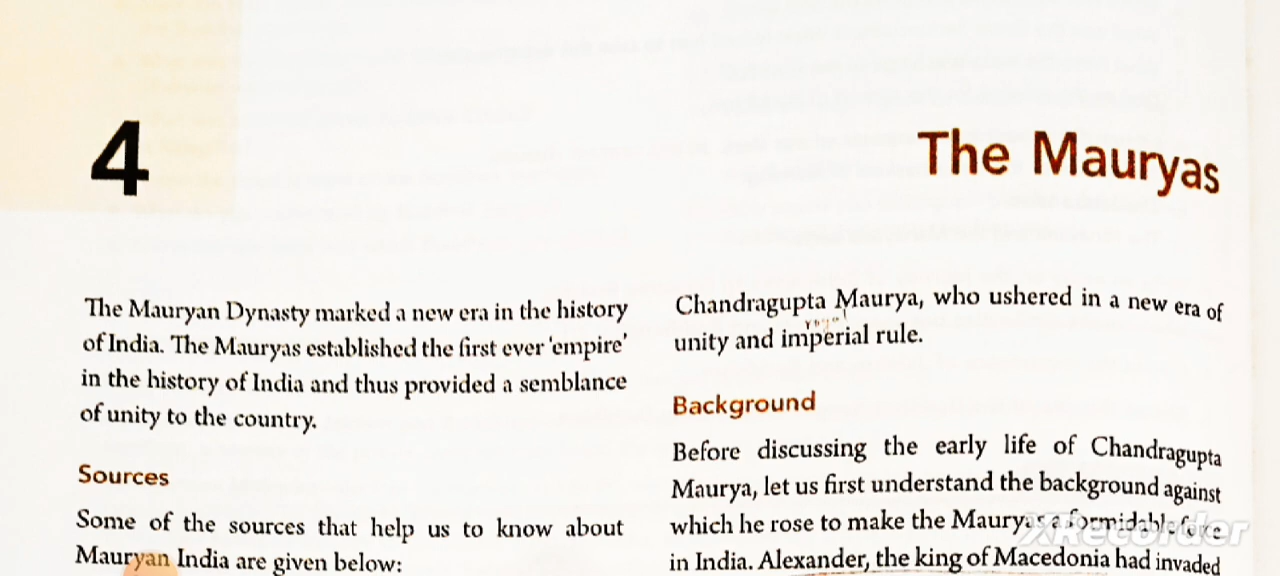 4
The Mauryas
The Mauryan Dynasty marked a new era in the history
of India. The Mauryas established the first ever 'empire'
in the history of India and thus provided a semblance
of unity to the country.
Sources
Some of the sources that help us to know about
Mauryan India are given below:
Chandragupta Maurya, who ushered in a new era of
royal
unity and imperial rule.
Background
Before discussing the early life of Chandragupta
Maurya, let us first understand the background against
which he rose to make the Mauryas a formidable force
in India. Alexander, the king of Macedonia had invaded
XRecorder